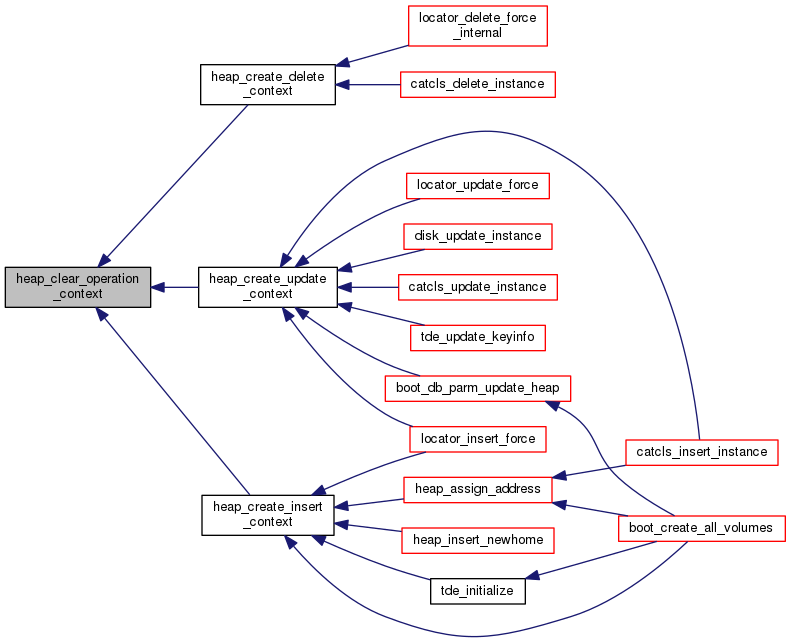 locator_delete_force
_internal
heap_create_delete
_context
catcls_delete_instance
locator_update_force
disk_update_instance
heap_clear_operation
_context
heap_create_update
_context
catcls_update_instance
tde_update_keyinfo
boot_db_parm_update_heap
locator_insert_force
catcls_insert_instance
heap_assign_address
heap_create_insert
_context
boot_create_all_volumes
heap_insert_newhome
tde_initialize